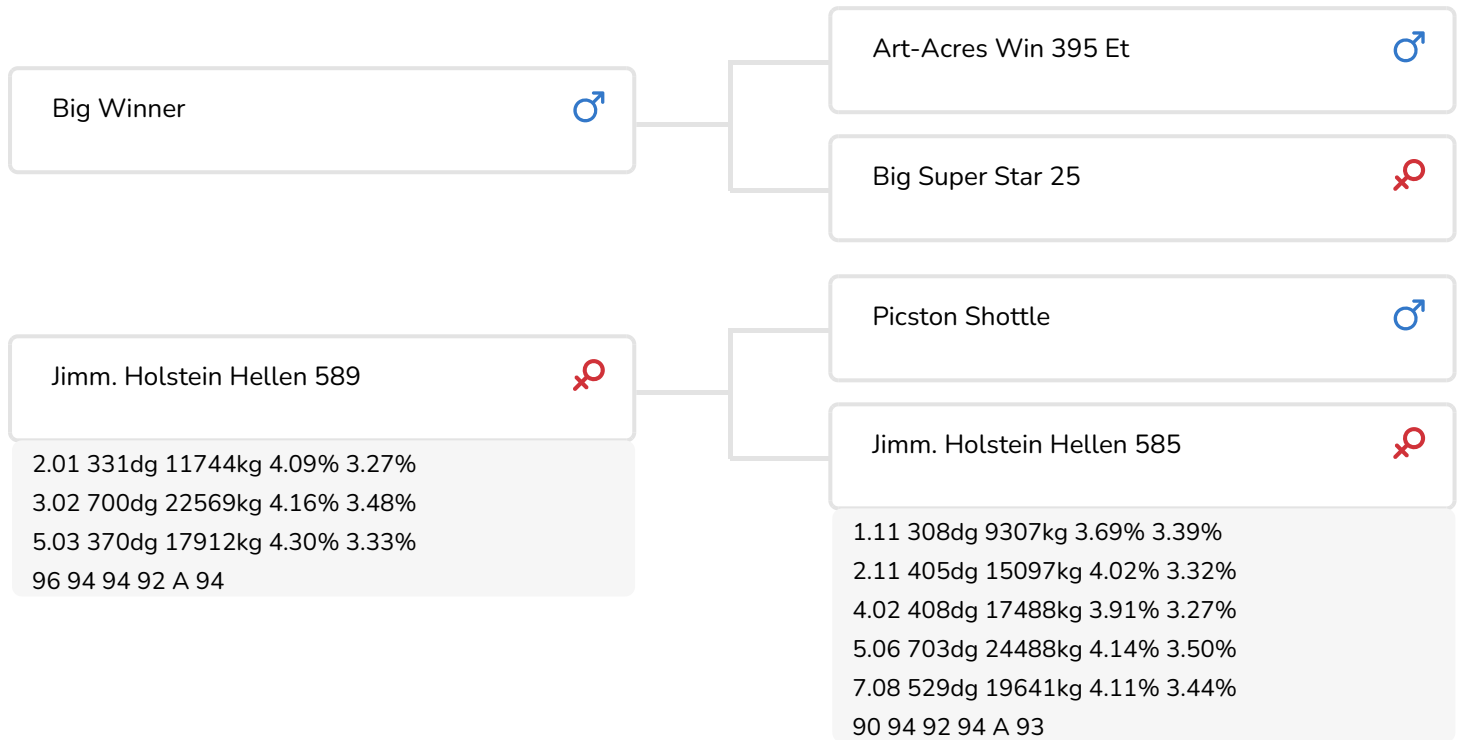 Big Winner
Art-Acres Win 395 Et
Big Super Star 25
Jimm. Holstein Hellen 589
2.01 331dg 11744kg 4.09% 3.27%
3.02 700dg 22569kg 4.16% 3.48%
5.03 370dg 17912kg 4.30% 3.33%
96 94 94 92 A 94
Picston Shottle
Jimm. Holstein Hellen 585
1.11 308dg 9307kg 3.69% 3.39%
2.11 405dg 15097kg 4.02% 3.32%
4.02 408dg 17488kg 3.91% 3.27%
5.06 703dg 24488kg 4.14% 3.50%
7.08 529dg 19641kg 4.11% 3.44%
90 94 92 94 A 93